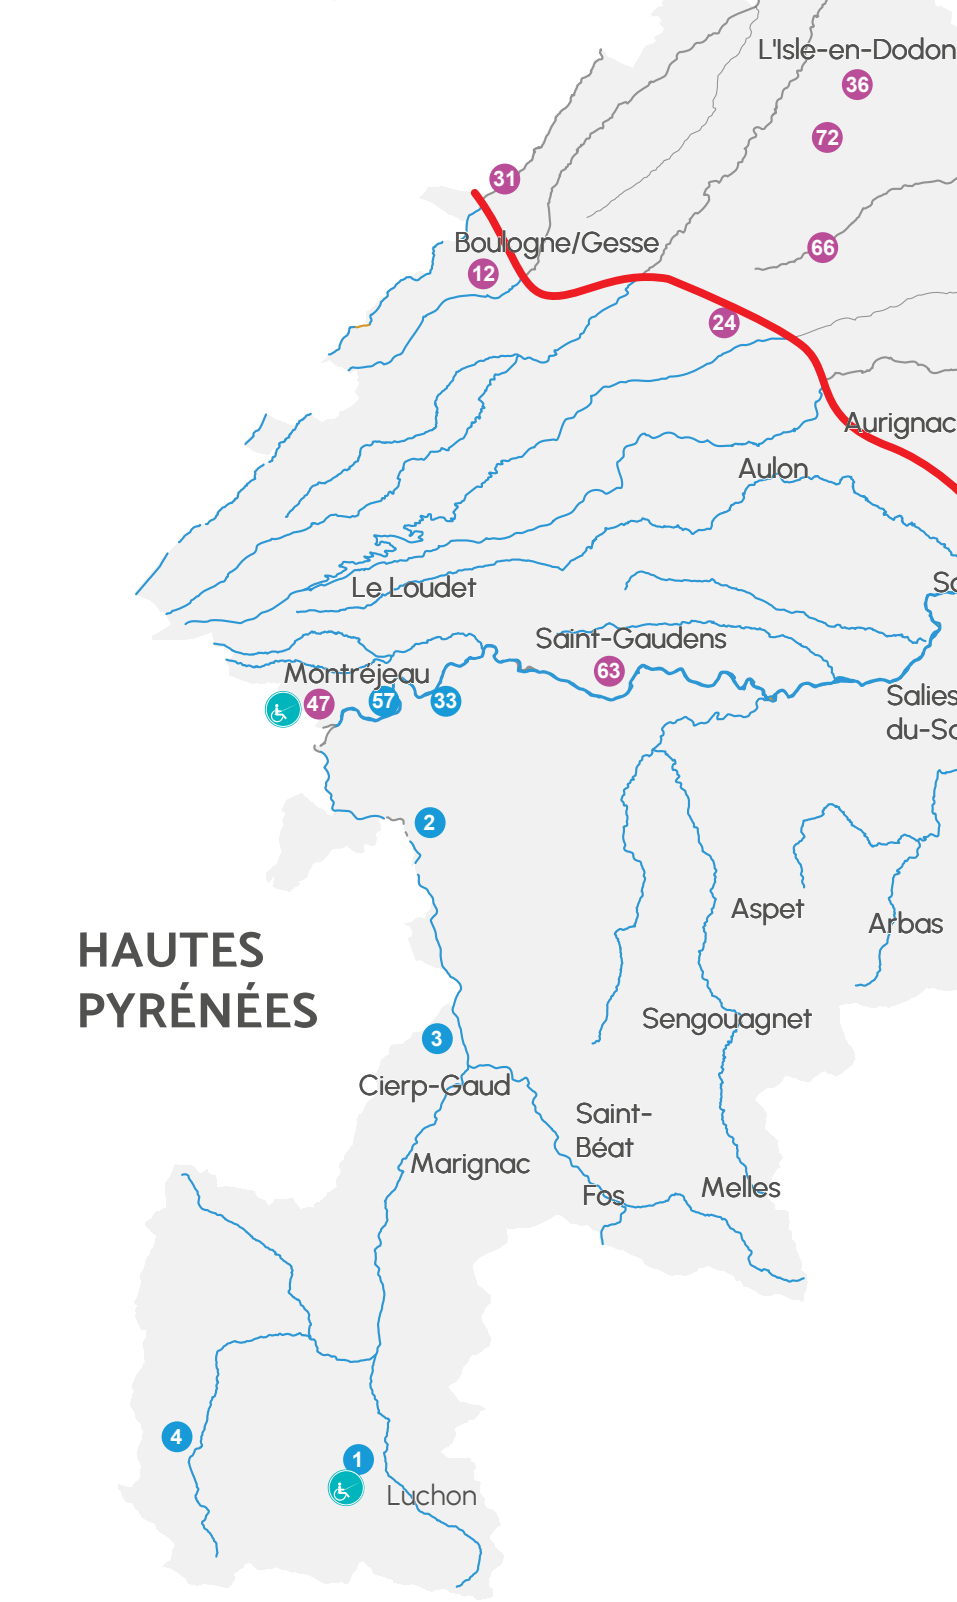 L'Isle-en-Dodon
36
72
31
Boulogne/Gesse
66
12
24
Aurignac
Aulon
Le Loudet
Sa
Saint-Gaudens
63
Montréjeau
47
57
33
Salies
du-Sa
2
Aspet
Arbas
HAUTES
PYRÉNÉES
Sengouagnet
3
Cierp-Gaud
Saint-
Béat
Marignac
Fos
Melles
4
1
Luchon